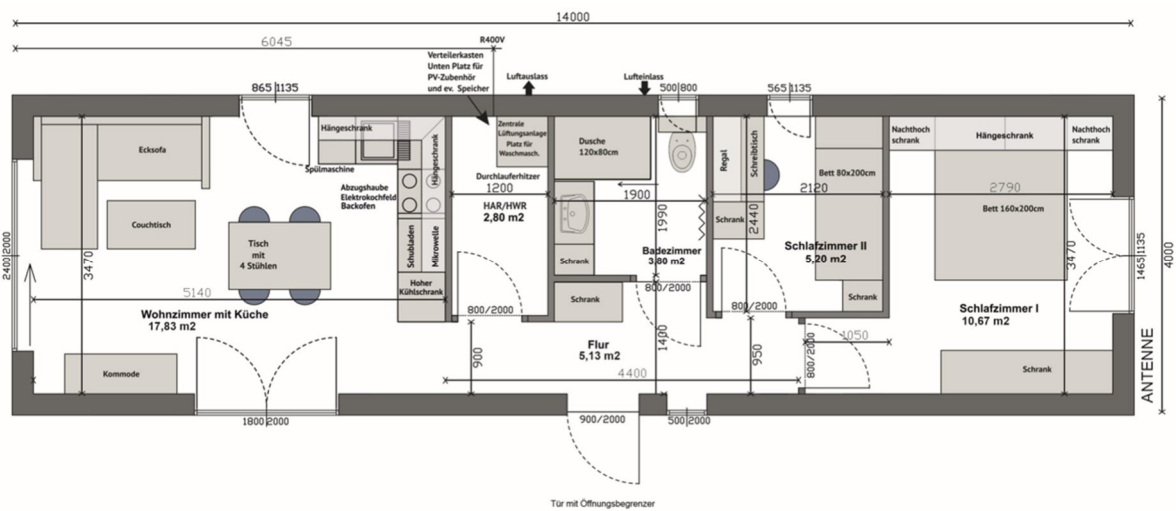 14000
6045
R400V
Verteilerkasten
Unten Platz für
PV-Zubenhör
und ev. Speicher
Luftauslass
Lufteinlass
865|1135
500|800
565|1135
Ecksofa
Hängeschrank
Spülmaschine
Hängeschrank
Abzugshaube
Elektrokochfeld
Backofen
Zentrale
Lüftungsanlage
Platz für
Waschmasch.
Durchlauferhitzer
1200
HAR/HWR
2,80 m2
Dusche
120x80cm
1900
1990
Schrank
Badezimmer
3,80 m2
Regal
Schreibtisch
Schrank
2440
2120
Bett 80x200cm
Schlafzimmer II
5,20 m2
Schrank
Nachthoch
schrank
Hängeschrank
Nachthoch
schrank
2790
Bett 160x200cm
3470
1465|1135
4000
2400|2000
Couchtisch
3470
Tisch
mit
4 Stühlen
Schubladen
Mikrowelle
Hoher
Kühlschrank
5140
Wohnzimmer mit Küche
17,83 m2
800/2000
800/2000
800/2000
Schrank
Flur
5,13 m2
900
1400
950
800/2000
1050
4400
Schlafzimmer I
10,67 m2
Schrank
ANTENNE
Kommode
1800|2000
900/2000
500|2000
Tür mit Öffnungsbegrenzer